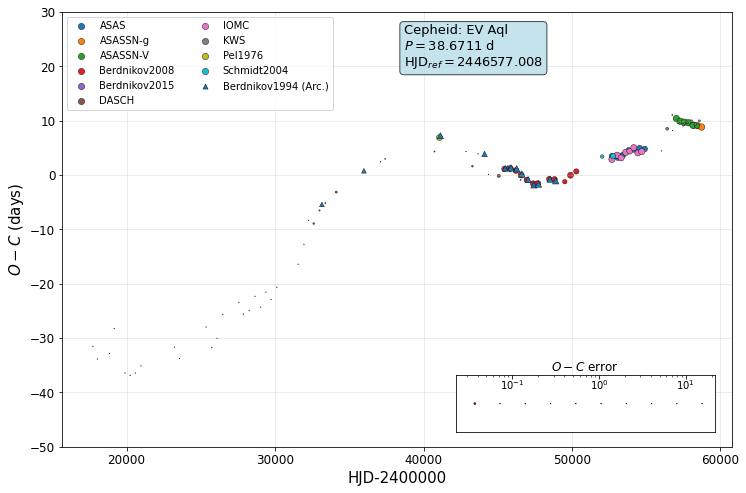 ASAS
ASASSN-g
ASASSN-V
Berdnikov2008
Berdnikov2015
DASCH
IOMC
KWS
Pel1976
Schmidt2004
Berdnikov1994 (Arc.)
Cepheid: EV Aql
P = 38.6711 d
HJD_ref = 2446577.008
O − C (days)
30
20
10
0
−10
−20
−30
−40
−50
O − C error
10⁻¹ 10⁰ 10¹
20000 30000 40000 50000 60000
HJD-2400000